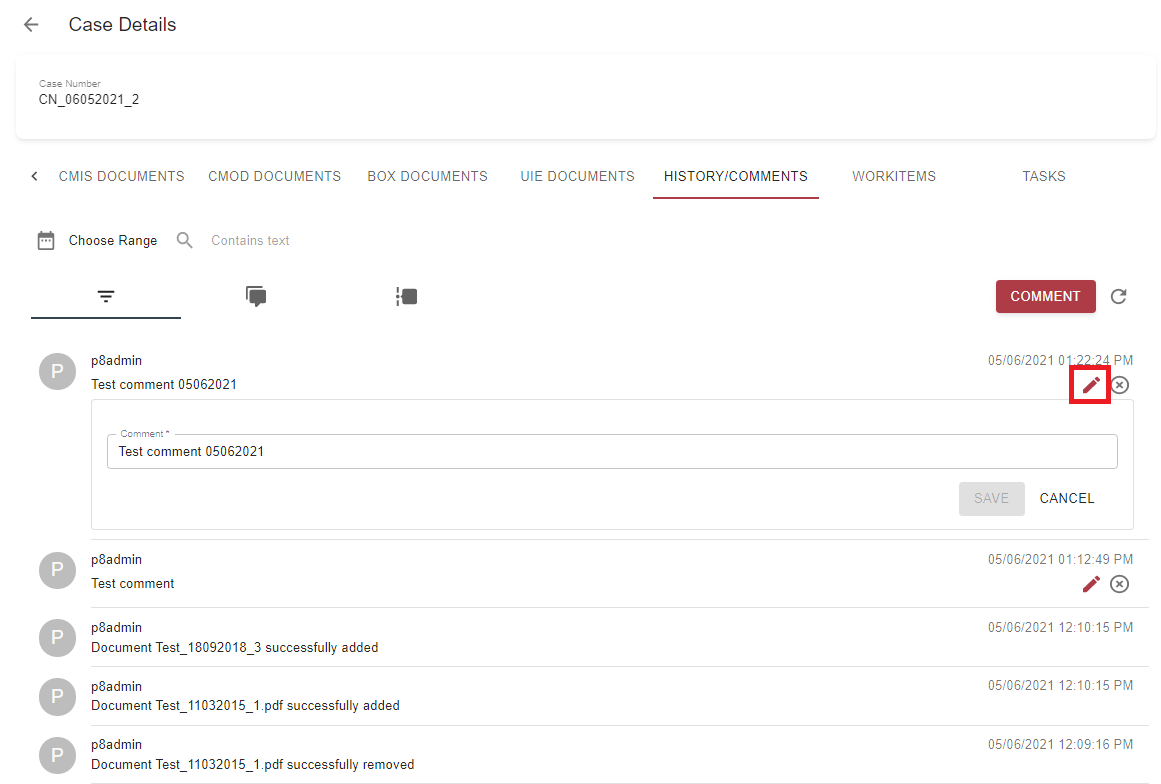 Case Details
Case Number
CN_06052021_2
CMIS DOCUMENTS CMOD DOCUMENTS BOX DOCUMENTS UIE DOCUMENTS HISTORY/COMMENTS WORKITEMS TASKS
Choose Range Contains text
COMMENT
P p8admin 05/06/2021 01:22:24 PM
Test comment 05062021
Comment *
Test comment 05062021
SAVE CANCEL
P p8admin 05/06/2021 01:12:49 PM
Test comment
P p8admin 05/06/2021 12:10:15 PM
Document Test_18092018_3 successfully added
P p8admin 05/06/2021 12:10:15 PM
Document Test_11032015_1.pdf successfully added
P p8admin 05/06/2021 12:09:16 PM
Document Test_11032015_1.pdf successfully removed